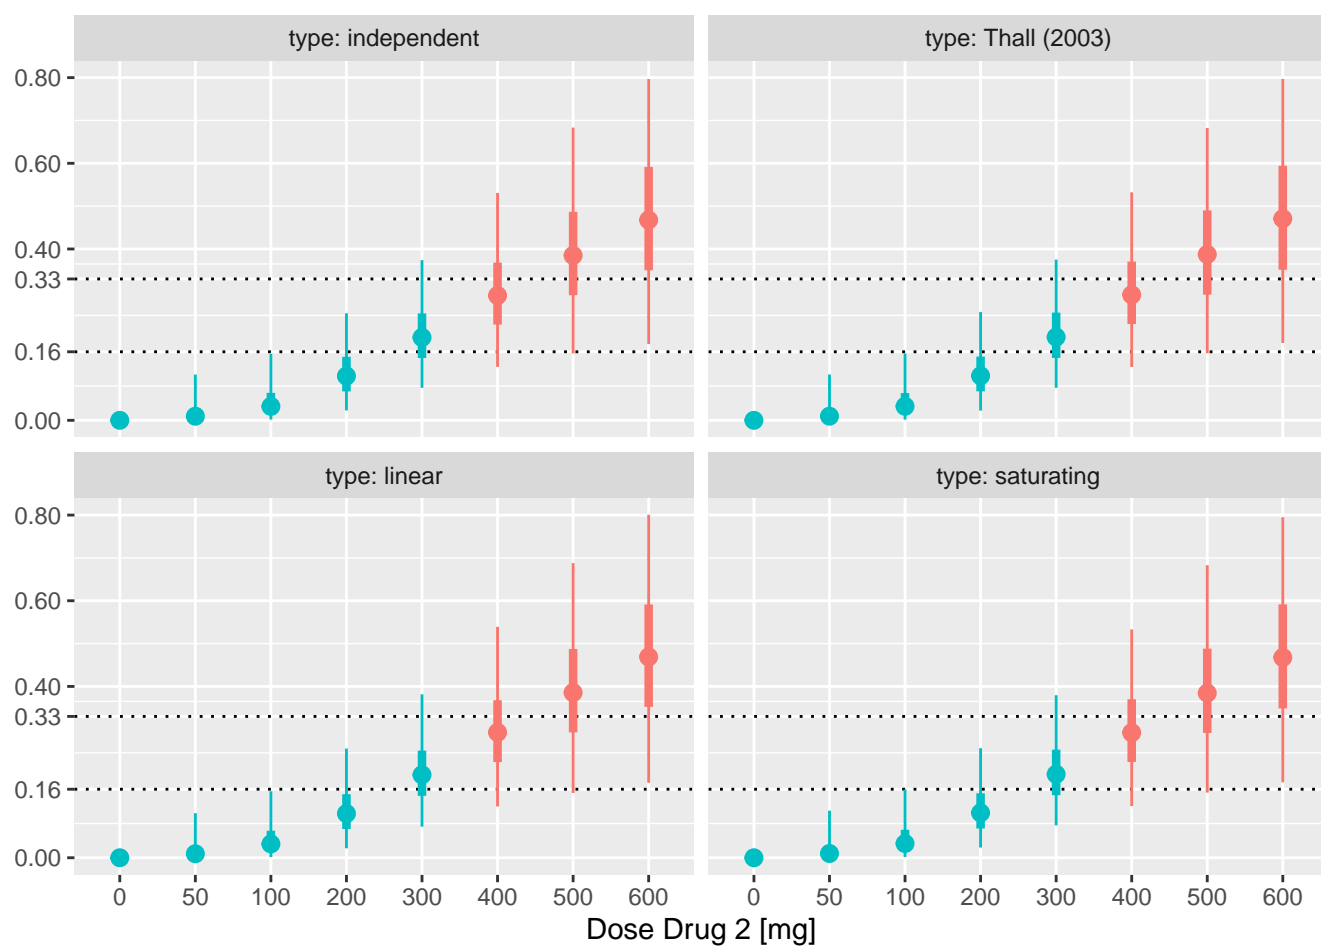 type: independent
type: Thall (2003)
0.80
0.60
0.40
0.33
0.16
0.00
type: linear
type: saturating
0.80
0.60
0.40
0.33
0.16
0.00
0 50 100 200 300 400 500 600
0 50 100 200 300 400 500 600
Dose Drug 2 [mg]